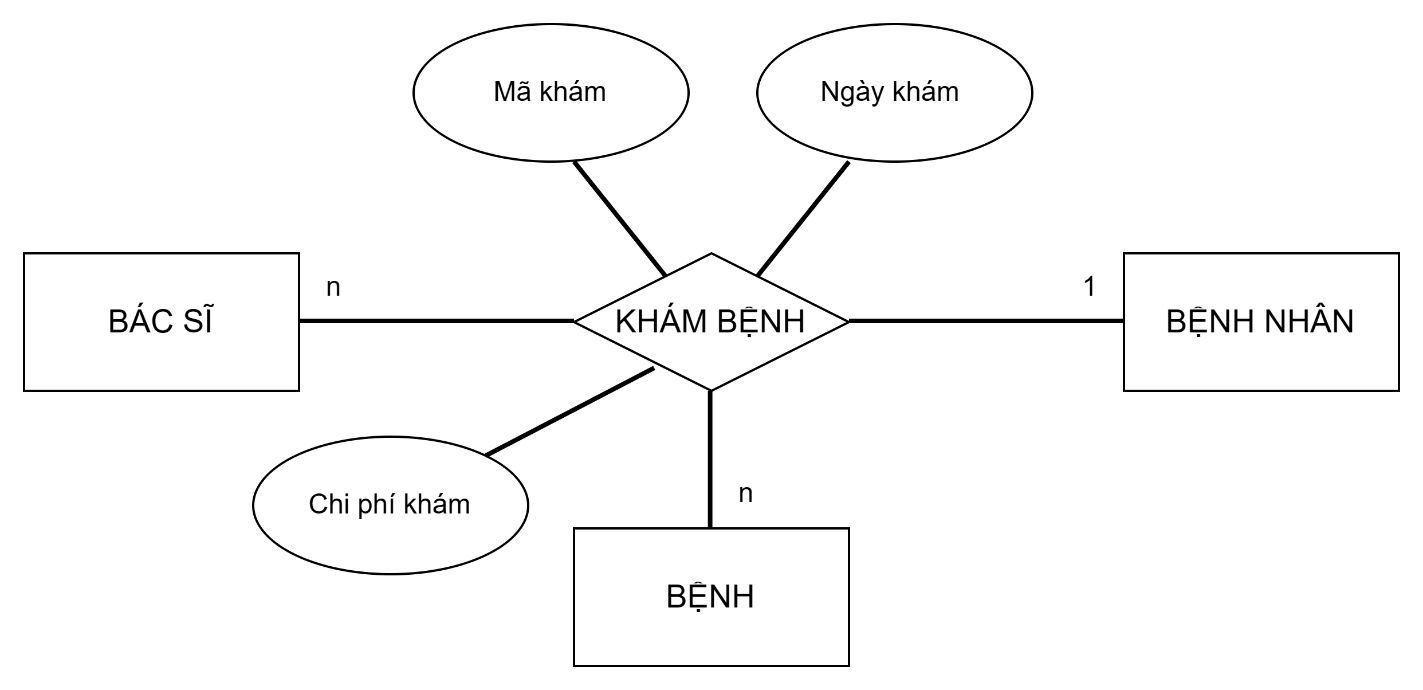 Mã khám
Ngày khám
n
1
BÁC SĨ
KHÁM BỆNH
BỆNH NHÂN
Chi phí khám
n
BỆNH